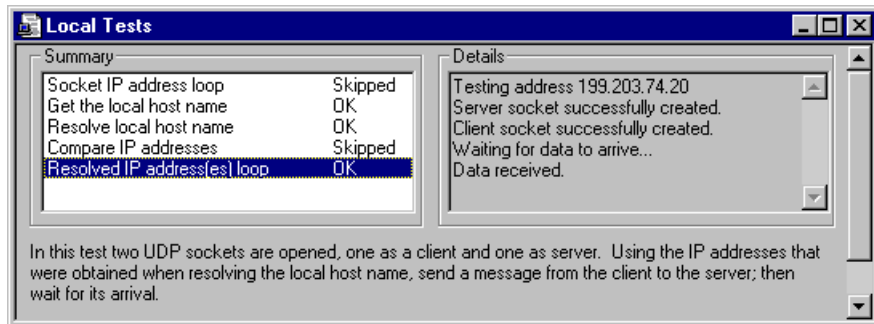 Local Tests
Summary
Socket IP address loop Skipped
Get the local host name OK
Resolve local host name OK
Compare IP addresses Skipped
Resolved IP address(es) loop OK
Details
Testing address 199.203.74.20
Server socket successfully created.
Client socket successfully created.
Waiting for data to arrive...
Data received.
In this test two UDP sockets are opened, one as a client and one as server.  Using the IP addresses that
were obtained when resolving the local host name, send a message from the client to the server; then
wait for its arrival.